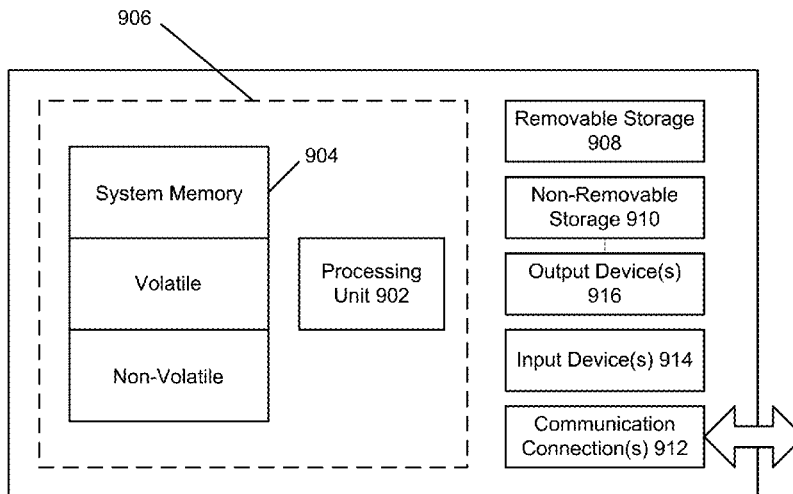 906
904
System Memory
Volatile
Non-Volatile
Processing
Unit 902
Removable Storage
908
Non-Removable
Storage 910
Output Device(s)
916
Input Device(s) 914
Communication
Connection(s) 912